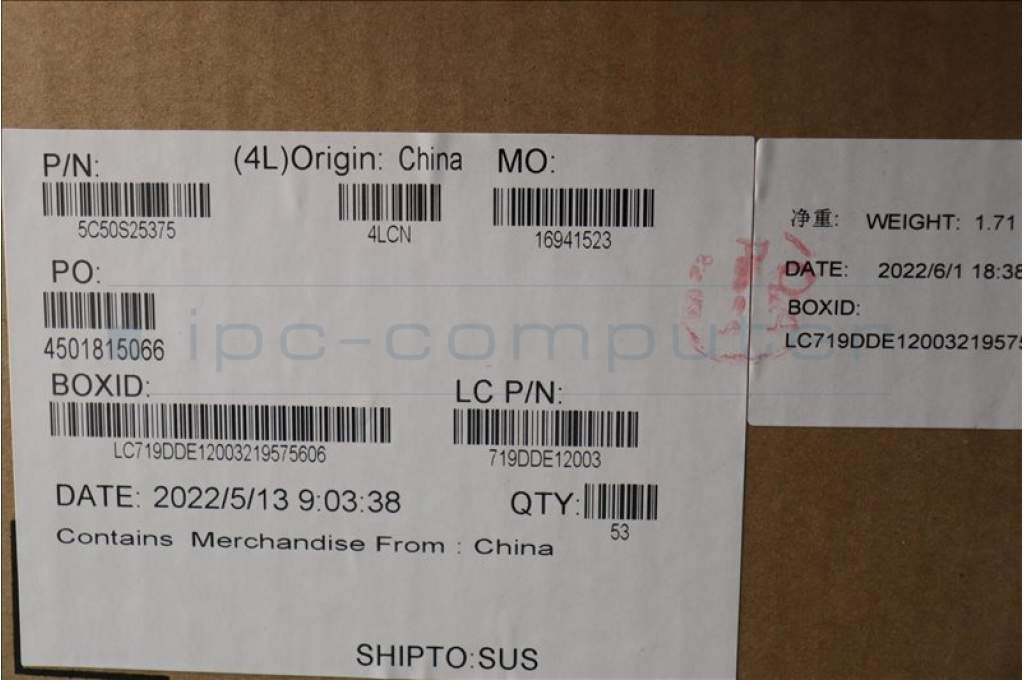 P/N: (4L)Origin: China MO:
5C50S25375 4LCN 16941523
PO:
4501815066
BOXID: LC P/N:
LC719DDE12003219575606 719DDE12003
DATE: 2022/5/13 9:03:38 QTY:
53
Contains Merchandise From : China
SHIPTO:SUS
净重: WEIGHT: 1.71
DATE: 2022/6/1 18:38
BOXID:
LC719DDE1200321957
ipc-computer